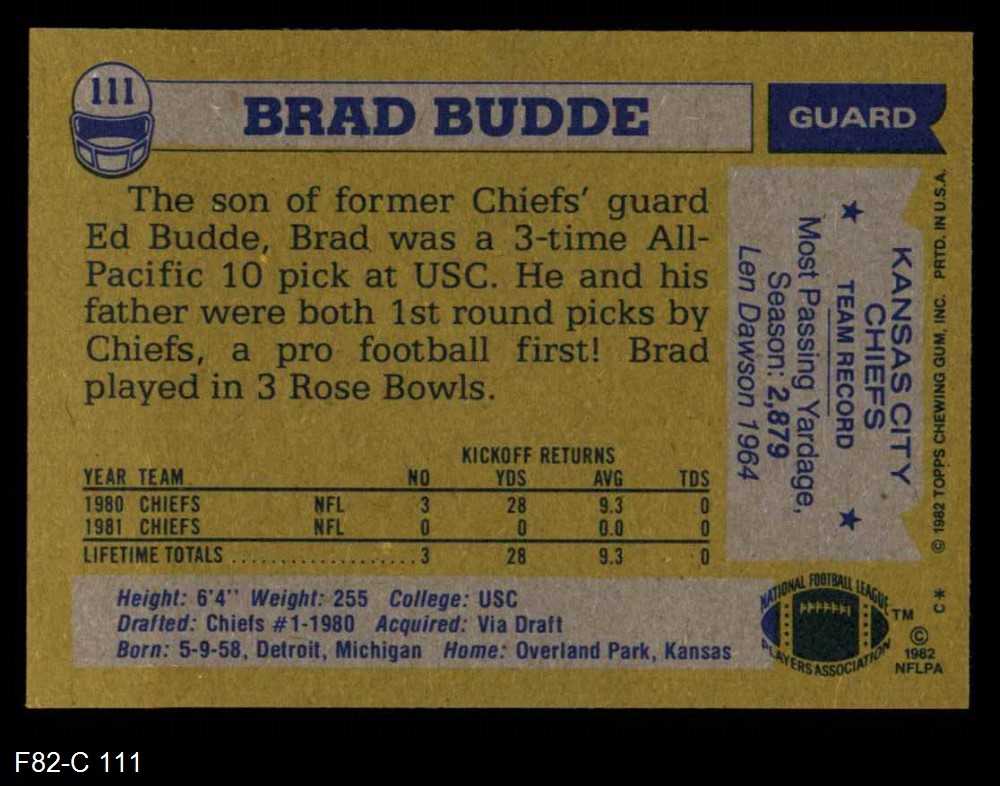 111
BRAD BUDDE
GUARD
The son of former Chiefs' guard
Ed Budde, Brad was a 3-time All-
Pacific 10 pick at USC. He and his
father were both 1st round picks by
Chiefs, a pro football first! Brad
played in 3 Rose Bowls.
KICKOFF RETURNS
YEAR TEAM NO YDS AVG TDS
1980 CHIEFS NFL 3 28 9.3 0
1981 CHIEFS NFL 0 0 0.0 0
LIFETIME TOTALS .................... 3 28 9.3 0
Height: 6'4" Weight: 255 College: USC
Drafted: Chiefs #1-1980 Acquired: Via Draft
Born: 5-9-58, Detroit, Michigan Home: Overland Park, Kansas
KANSAS CITY
CHIEFS
★ TEAM RECORD ★
Most Passing Yardage,
Season: 2,879
Len Dawson 1964
© 1982 TOPPS CHEWING GUM, INC. PRTD. IN U.S.A.
C*
NATIONAL FOOTBALL LEAGUE
PLAYERS ASSOCIATION
TM
©
1982
NFLPA
F82-C 111